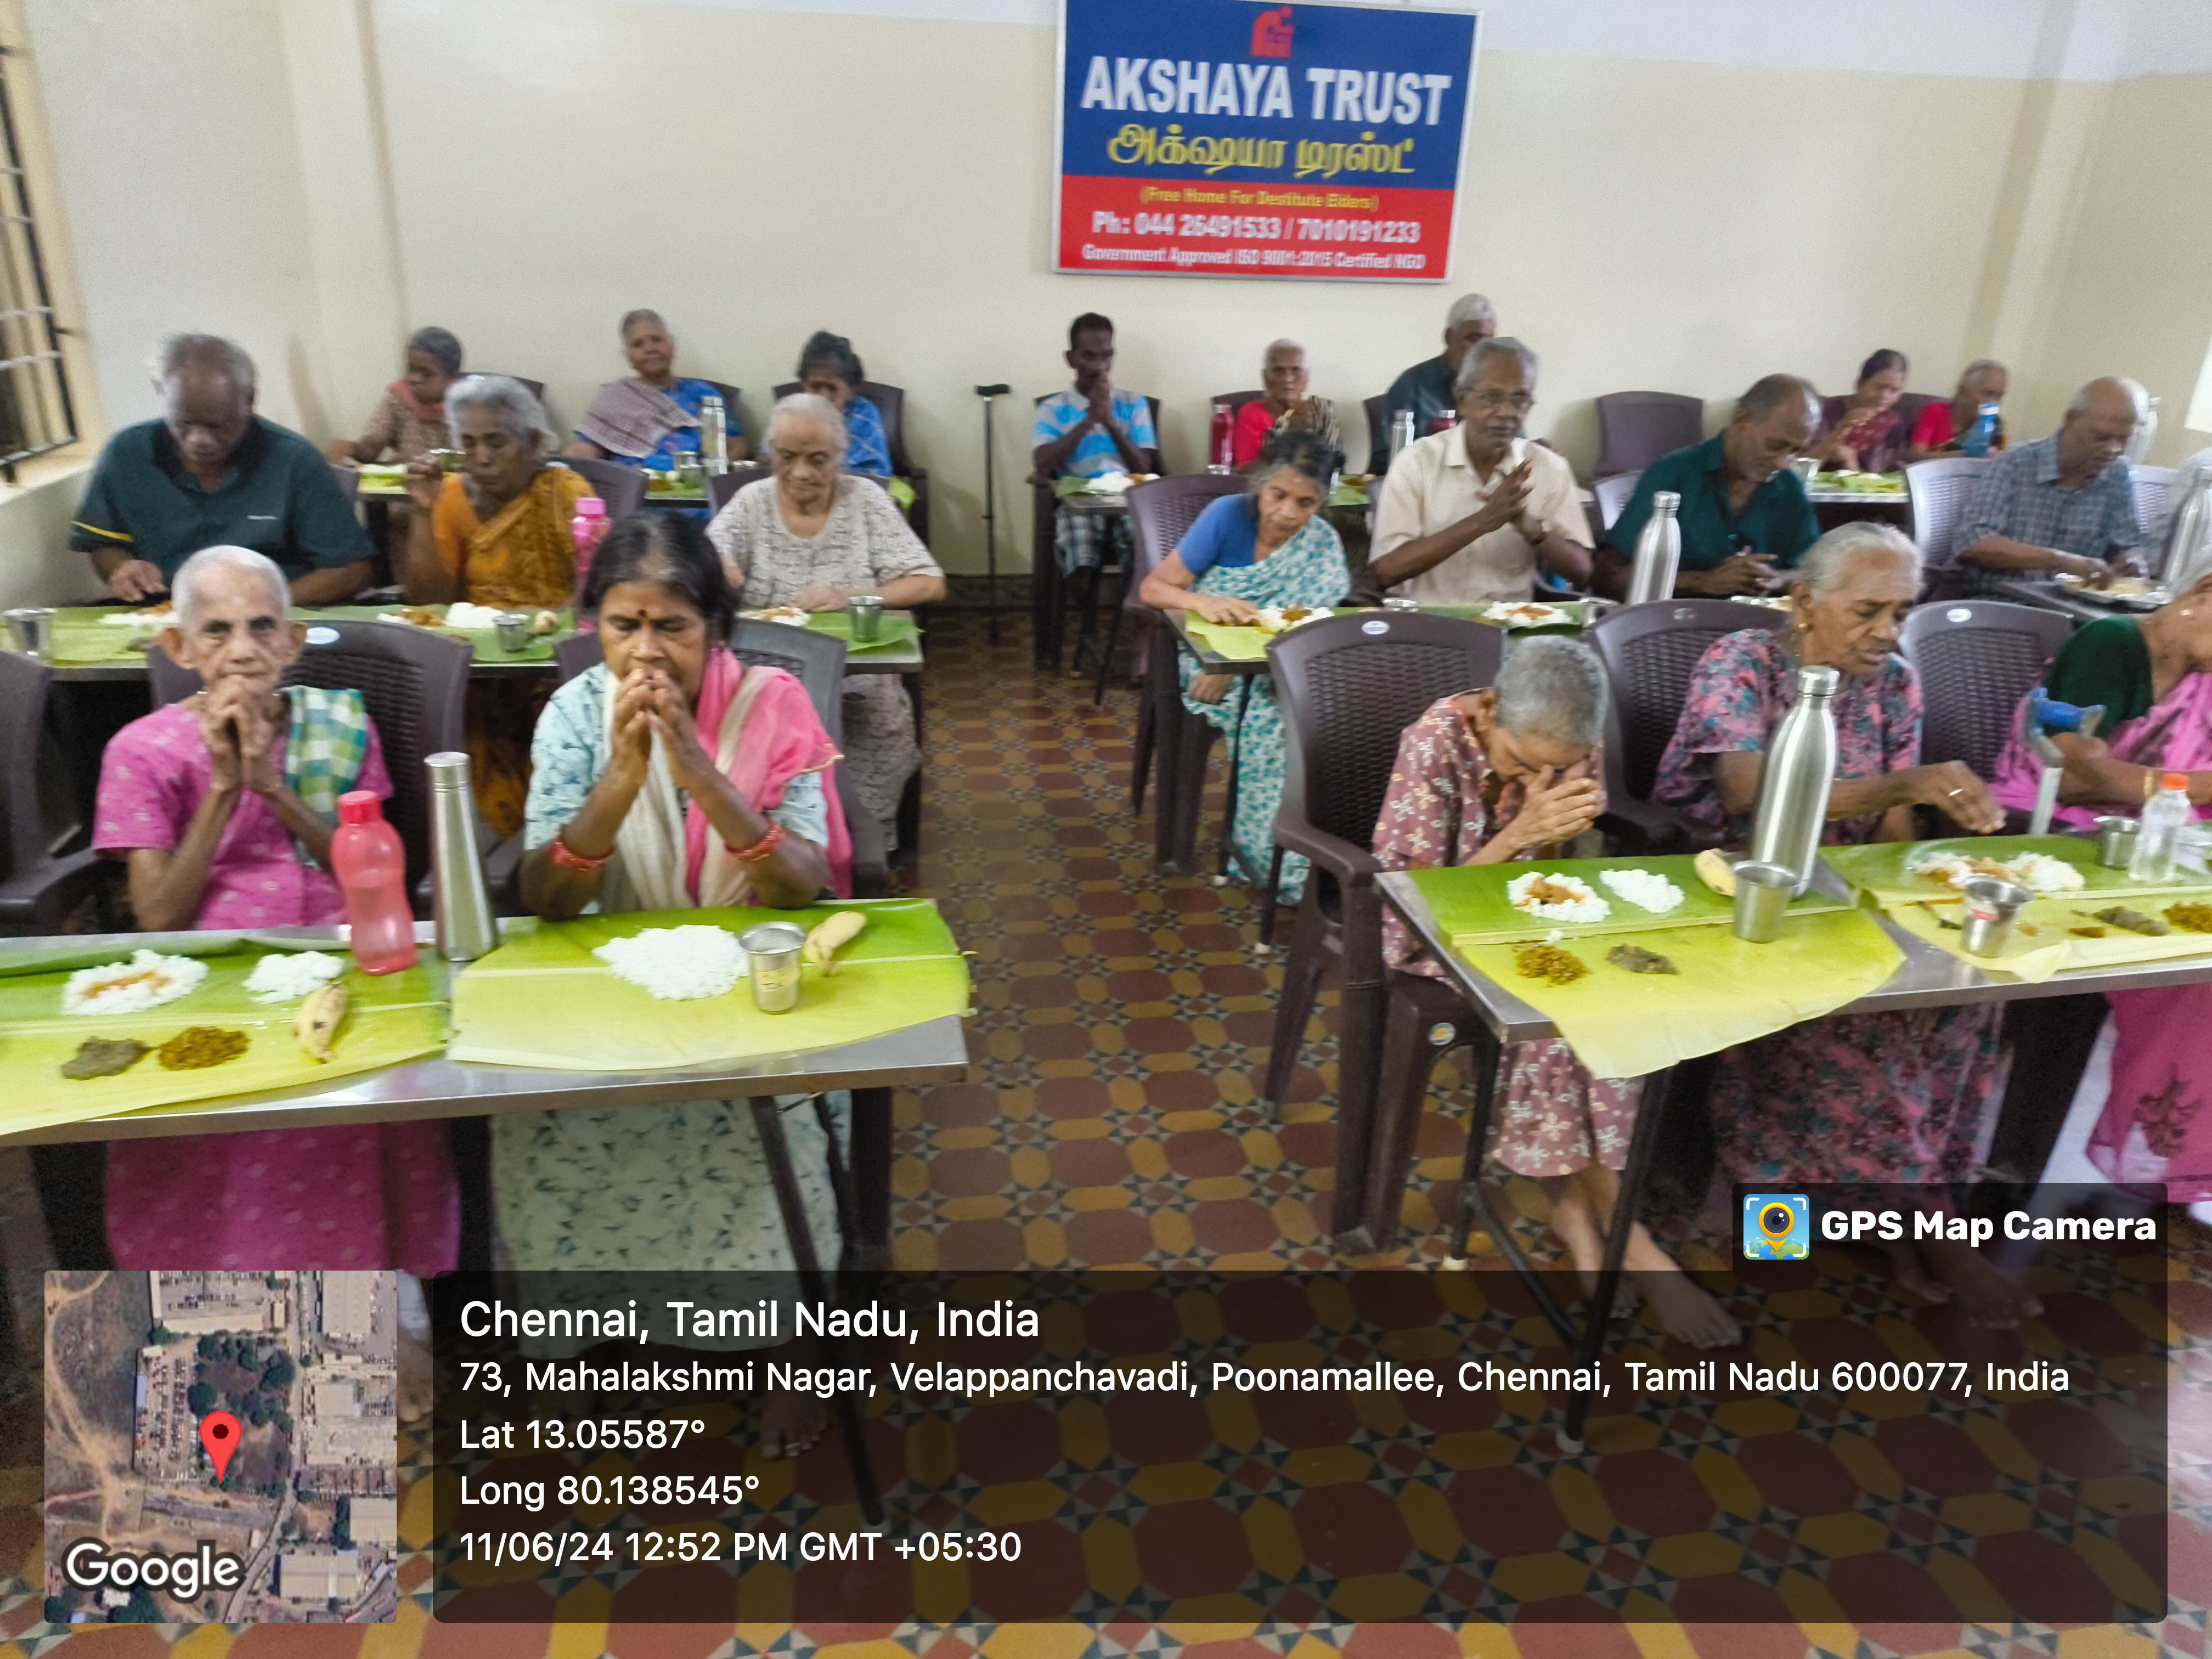 AKSHAYA TRUST
அக்ஷயா டிரஸ்ட்
(Free Home For Destitute Elders)
Ph: 044 26491533 / 7010191233
Government Approved ISO 9001:2015 Certified NGO
GPS Map Camera
Chennai, Tamil Nadu, India
73, Mahalakshmi Nagar, Velappanchavadi, Poonamallee, Chennai, Tamil Nadu 600077, India
Lat 13.05587°
Long 80.138545°
11/06/24 12:52 PM GMT +05:30
Google